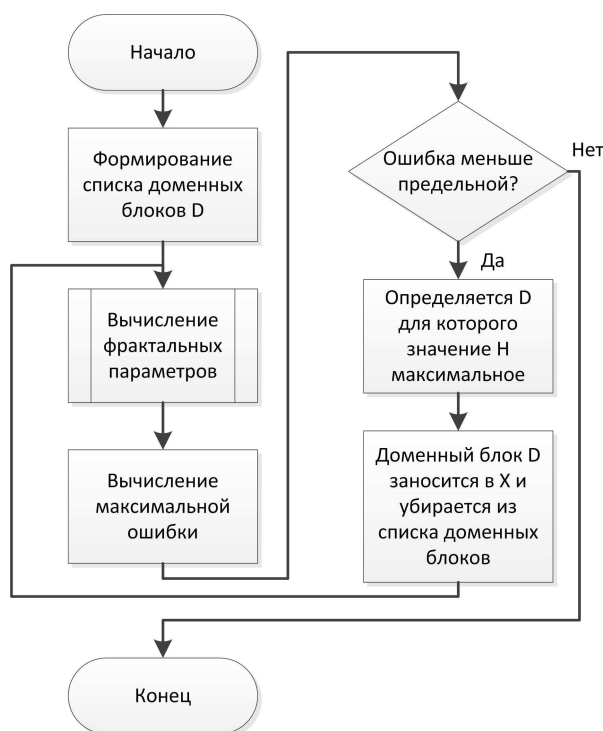 Начало
Формирование
списка доменных
блоков D
Вычисление
фрактальных
параметров
Вычисление
максимальной
ошибки
Ошибка меньше
предельной?
Нет
Да
Определяется D
для которого
значение H
максимальное
Доменный блок D
заносится в X и
убирается из
списка доменных
блоков
Конец